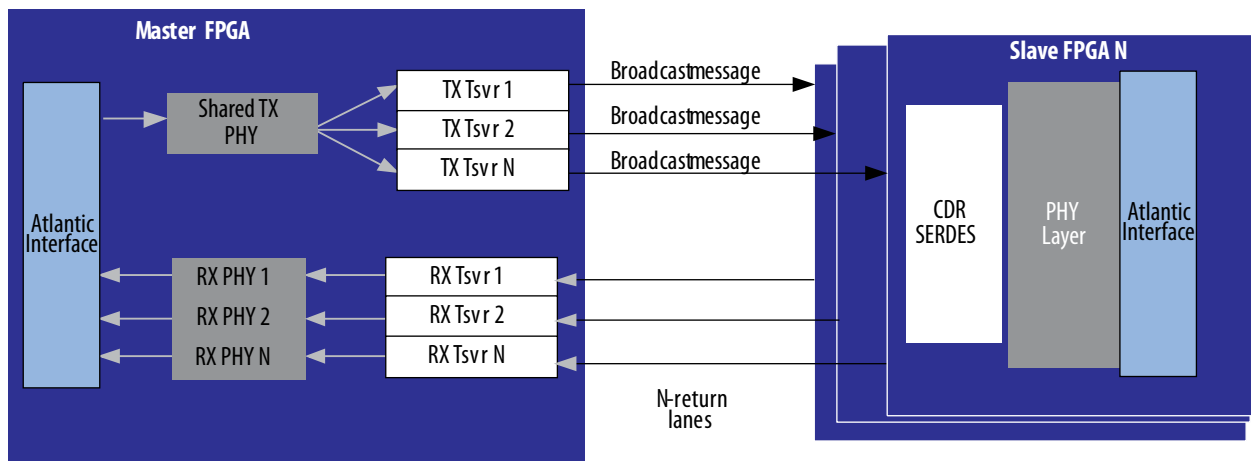 Master FPGA
Atlantic
Interface
Shared TX
PHY
TX Tsvr 1
TX Tsvr 2
TX Tsvr N
Broadcastmessage
Broadcastmessage
Broadcastmessage
RX PHY 1
RX PHY 2
RX PHY N
RX Tsvr 1
RX Tsvr 2
RX Tsvr N
N-return
lanes
Slave FPGA N
CDR
SERDES
PHY
Layer
Atlantic
Interface